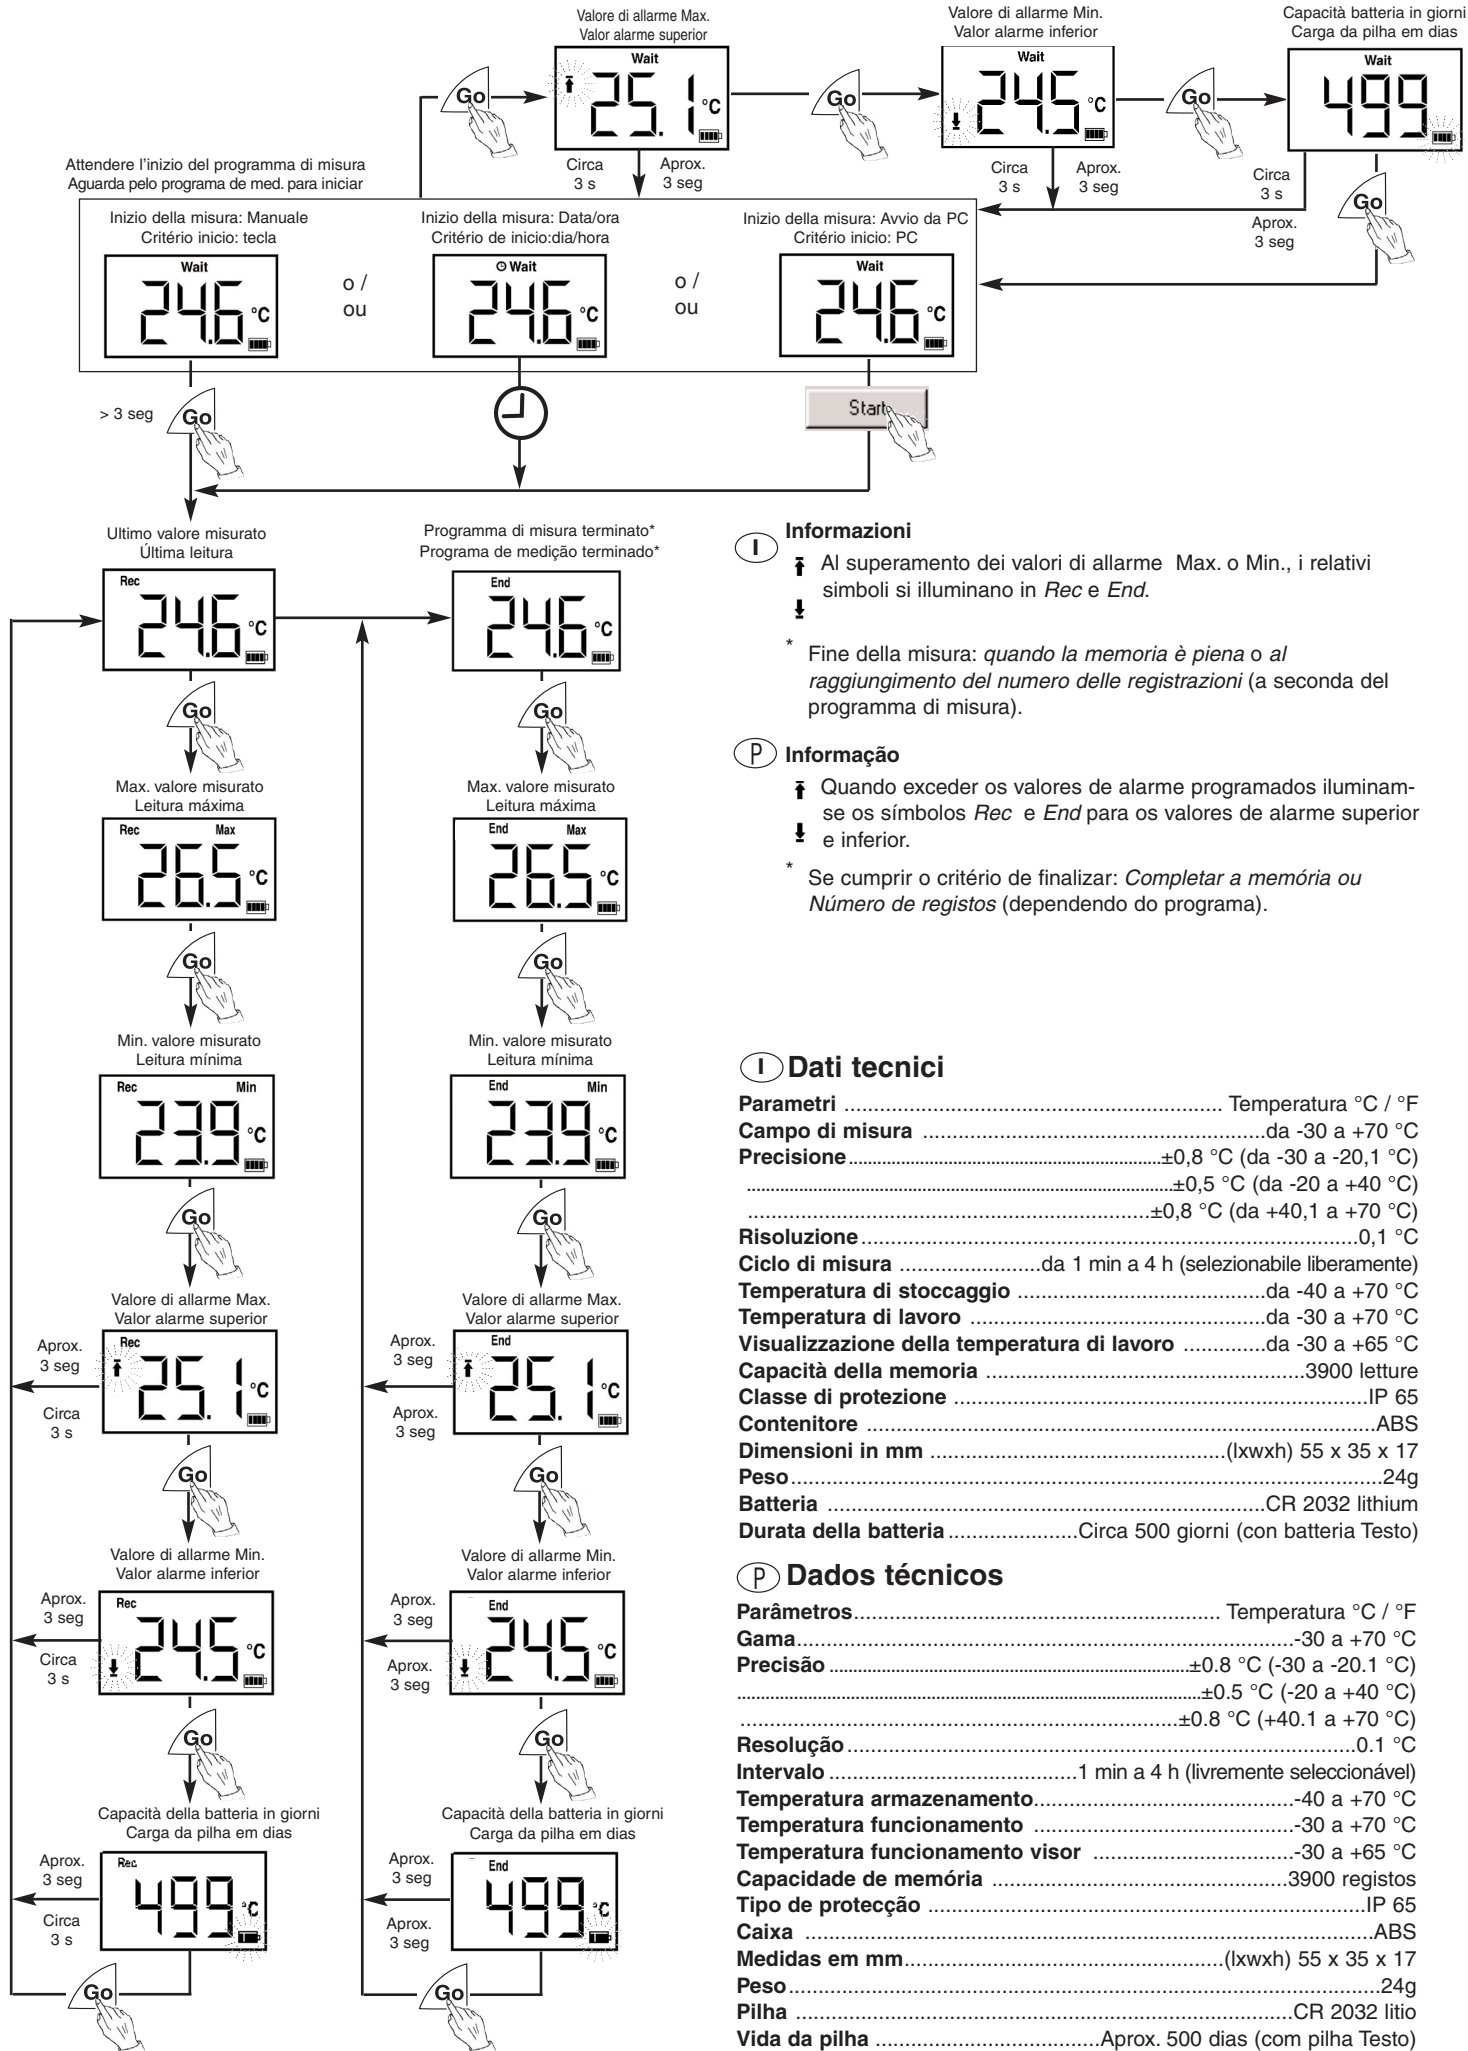 Valore di allarme Max.
Valor alarme superior
Wait
25.1 °C
Valore di allarme Min.
Valor alarme inferior
Wait
24.5 °C
Capacità batteria in giorni
Carga da pilha em dias
Wait
499
Go
Go
Go
Circa
3 s
Aprox.
3 seg
Circa
3 s
Aprox.
3 seg
Circa
3 s
Aprox.
3 seg
Go
Attendere l'inizio del programma di misura
Aguarda pelo programa de med. para iniciar
Inizio della misura: Manuale
Critério inicio: tecla
Wait
24.6 °C
o /
ou
Inizio della misura: Data/ora
Critério de inicio:dia/hora
Wait
24.6 °C
o /
ou
Inizio della misura: Avvio da PC
Critério inicio: PC
Wait
24.6 °C
> 3 seg
Go
Start
Ultimo valore misurato
Última leitura
Rec
24.6 °C
Go
Max. valore misurato
Leitura máxima
Rec Max
26.5 °C
Go
Min. valore misurato
Leitura mínima
Rec Min
23.9 °C
Go
Valore di allarme Max.
Valor alarme superior
Aprox.
3 seg
Circa
3 s
Rec
25.1 °C
Go
Valore di allarme Min.
Valor alarme inferior
Aprox.
3 seg
Circa
3 s
Rec
24.5 °C
Go
Capacità della batteria in giorni
Carga da pilha em dias
Aprox.
3 seg
Circa
3 s
Rec
499 °C
Go
Programma di misura terminato*
Programa de medição terminado*
End
24.6 °C
Go
Max. valore misurato
Leitura máxima
End Max
26.5 °C
Go
Min. valore misurato
Leitura mínima
End Min
23.9 °C
Go
Valore di allarme Max.
Valor alarme superior
Aprox.
3 seg
Aprox.
3 seg
End
25.1 °C
Go
Valore di allarme Min.
Valor alarme inferior
Aprox.
3 seg
Aprox.
3 seg
End
24.5 °C
Go
Capacità della batteria in giorni
Carga da pilha em dias
Aprox.
3 seg
Aprox.
3 seg
End
499 °C
Go
I Informazioni
Al superamento dei valori di allarme Max. o Min., i relativi
simboli si illuminano in Rec e End.
* Fine della misura: quando la memoria è piena o al
raggiungimento del numero delle registrazioni (a seconda del
programma di misura).
P Informação
Quando exceder os valores de alarme programados iluminam-
se os símbolos Rec e End para os valores de alarme superior
e inferior.
* Se cumprir o critério de finalizar: Completar a memória ou
Número de registos (dependendo do programa).
I Dati tecnici
Parametri ........ Temperatura °C / °F
Campo di misura ........da -30 a +70 °C
Precisione........±0,8 °C (da -30 a -20,1 °C)
........±0,5 °C (da -20 a +40 °C)
........±0,8 °C (da +40,1 a +70 °C)
Risoluzione........0,1 °C
Ciclo di misura ........da 1 min a 4 h (selezionabile liberamente)
Temperatura di stoccaggio ........da -40 a +70 °C
Temperatura di lavoro ........da -30 a +70 °C
Visualizzazione della temperatura di lavoro ........da -30 a +65 °C
Capacità della memoria ........3900 letture
Classe di protezione ........IP 65
Contenitore ........ABS
Dimensioni in mm ........(lxwxh) 55 x 35 x 17
Peso........24g
Batteria ........CR 2032 lithium
Durata della batteria........Circa 500 giorni (con batteria Testo)
P Dados técnicos
Parâmetros........ Temperatura °C / °F
Gama........-30 a +70 °C
Precisão........±0.8 °C (-30 a -20.1 °C)
........±0.5 °C (-20 a +40 °C)
........±0.8 °C (+40.1 a +70 °C)
Resolução........0.1 °C
Intervalo........1 min a 4 h (livremente seleccionável)
Temperatura armazenamento........-40 a +70 °C
Temperatura funcionamento ........-30 a +70 °C
Temperatura funcionamento visor ........-30 a +65 °C
Capacidade de memória ........3900 registos
Tipo de protecção ........IP 65
Caixa ........ABS
Medidas em mm........(lxwxh) 55 x 35 x 17
Peso........24g
Pilha ........CR 2032 litio
Vida da pilha ........Aprox. 500 dias (com pilha Testo)